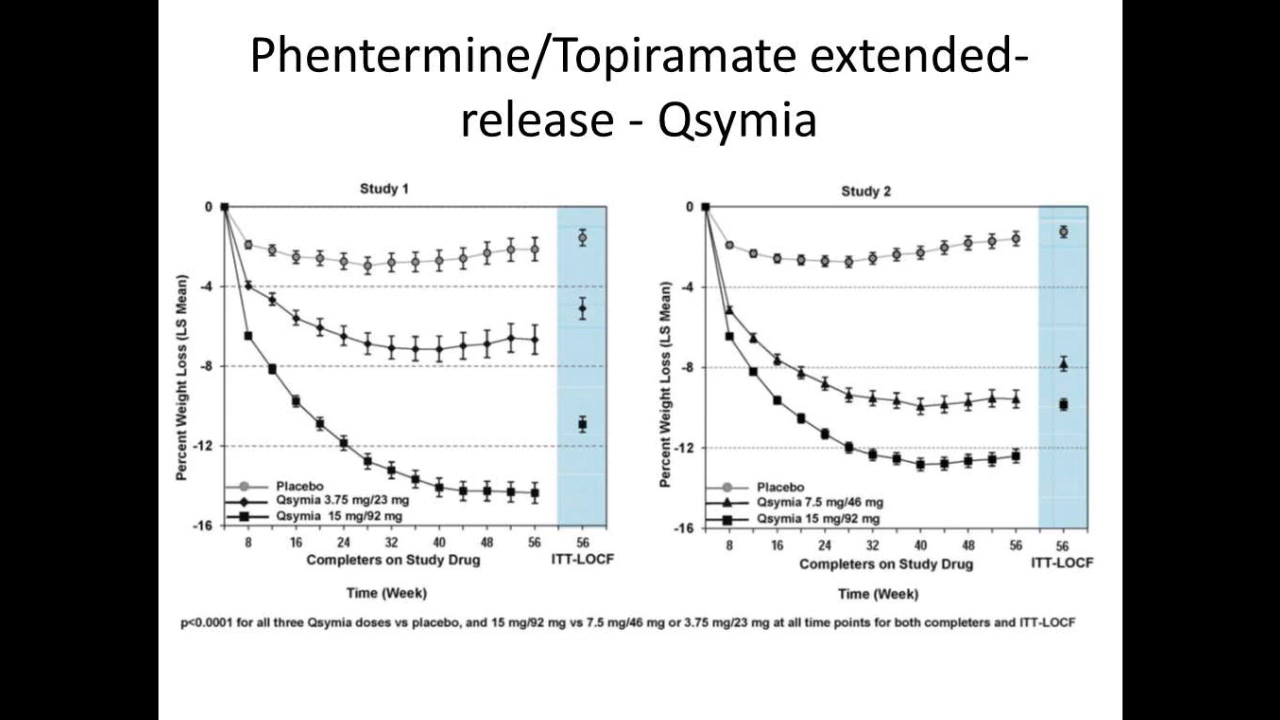 Phentermine/Topiramate extended-
release - Qsymia
Study 1
Percent Weight Loss (LS Mean)
0
-4
-8
-12
-16
Placebo
Qsymia 3.75 mg/23 mg
Qsymia 15 mg/92 mg
8 16 24 32 40 48 56 56
Completers on Study Drug ITT-LOCF
Time (Week)
Study 2
Percent Weight Loss (LS Mean)
0
-4
-8
-12
-16
Placebo
Qsymia 7.5 mg/46 mg
Qsymia 15 mg/92 mg
8 16 24 32 40 48 56 56
Completers on Study Drug ITT-LOCF
Time (Week)
p<0.0001 for all three Qsymia doses vs placebo, and 15 mg/92 mg vs 7.5 mg/46 mg or 3.75 mg/23 mg at all time points for both completers and ITT-LOCF